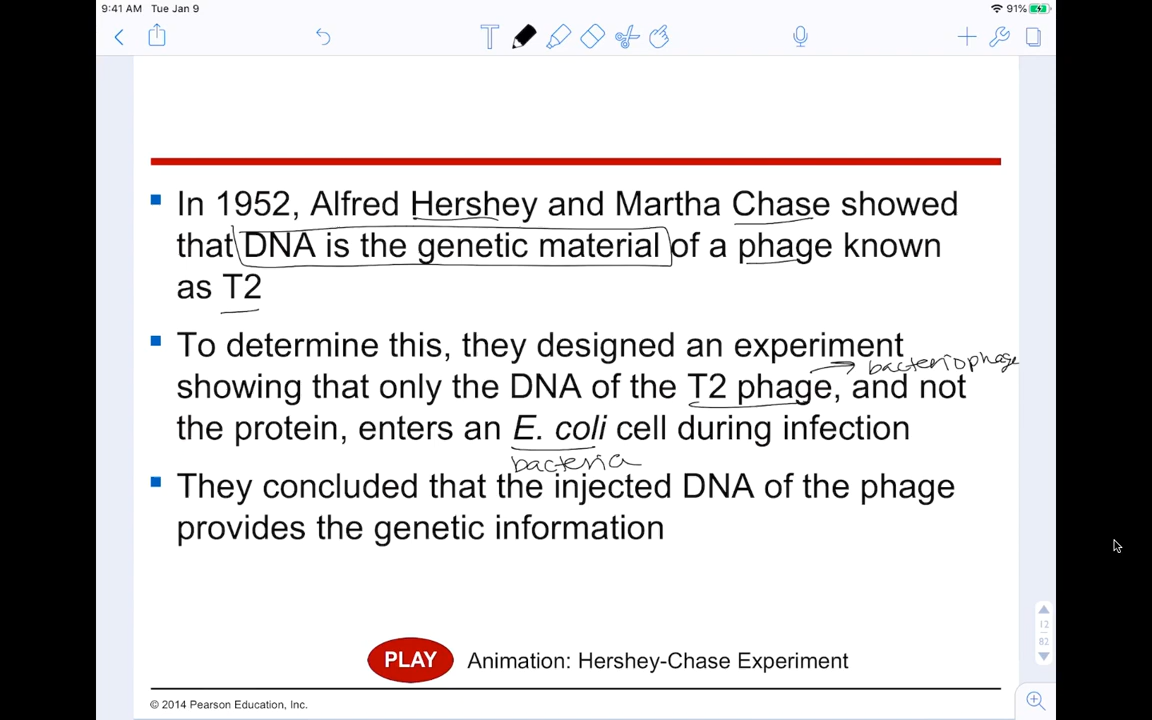 9:41 AM Tue Jan 9
91%
T
In 1952, Alfred Hershey and Martha Chase showed
that DNA is the genetic material of a phage known
as T2
To determine this, they designed an experiment
bacteriophage
showing that only the DNA of the T2 phage, and not
the protein, enters an E. coli cell during infection
bacteria
They concluded that the injected DNA of the phage
provides the genetic information
12
82
PLAY Animation: Hershey-Chase Experiment
© 2014 Pearson Education, Inc.